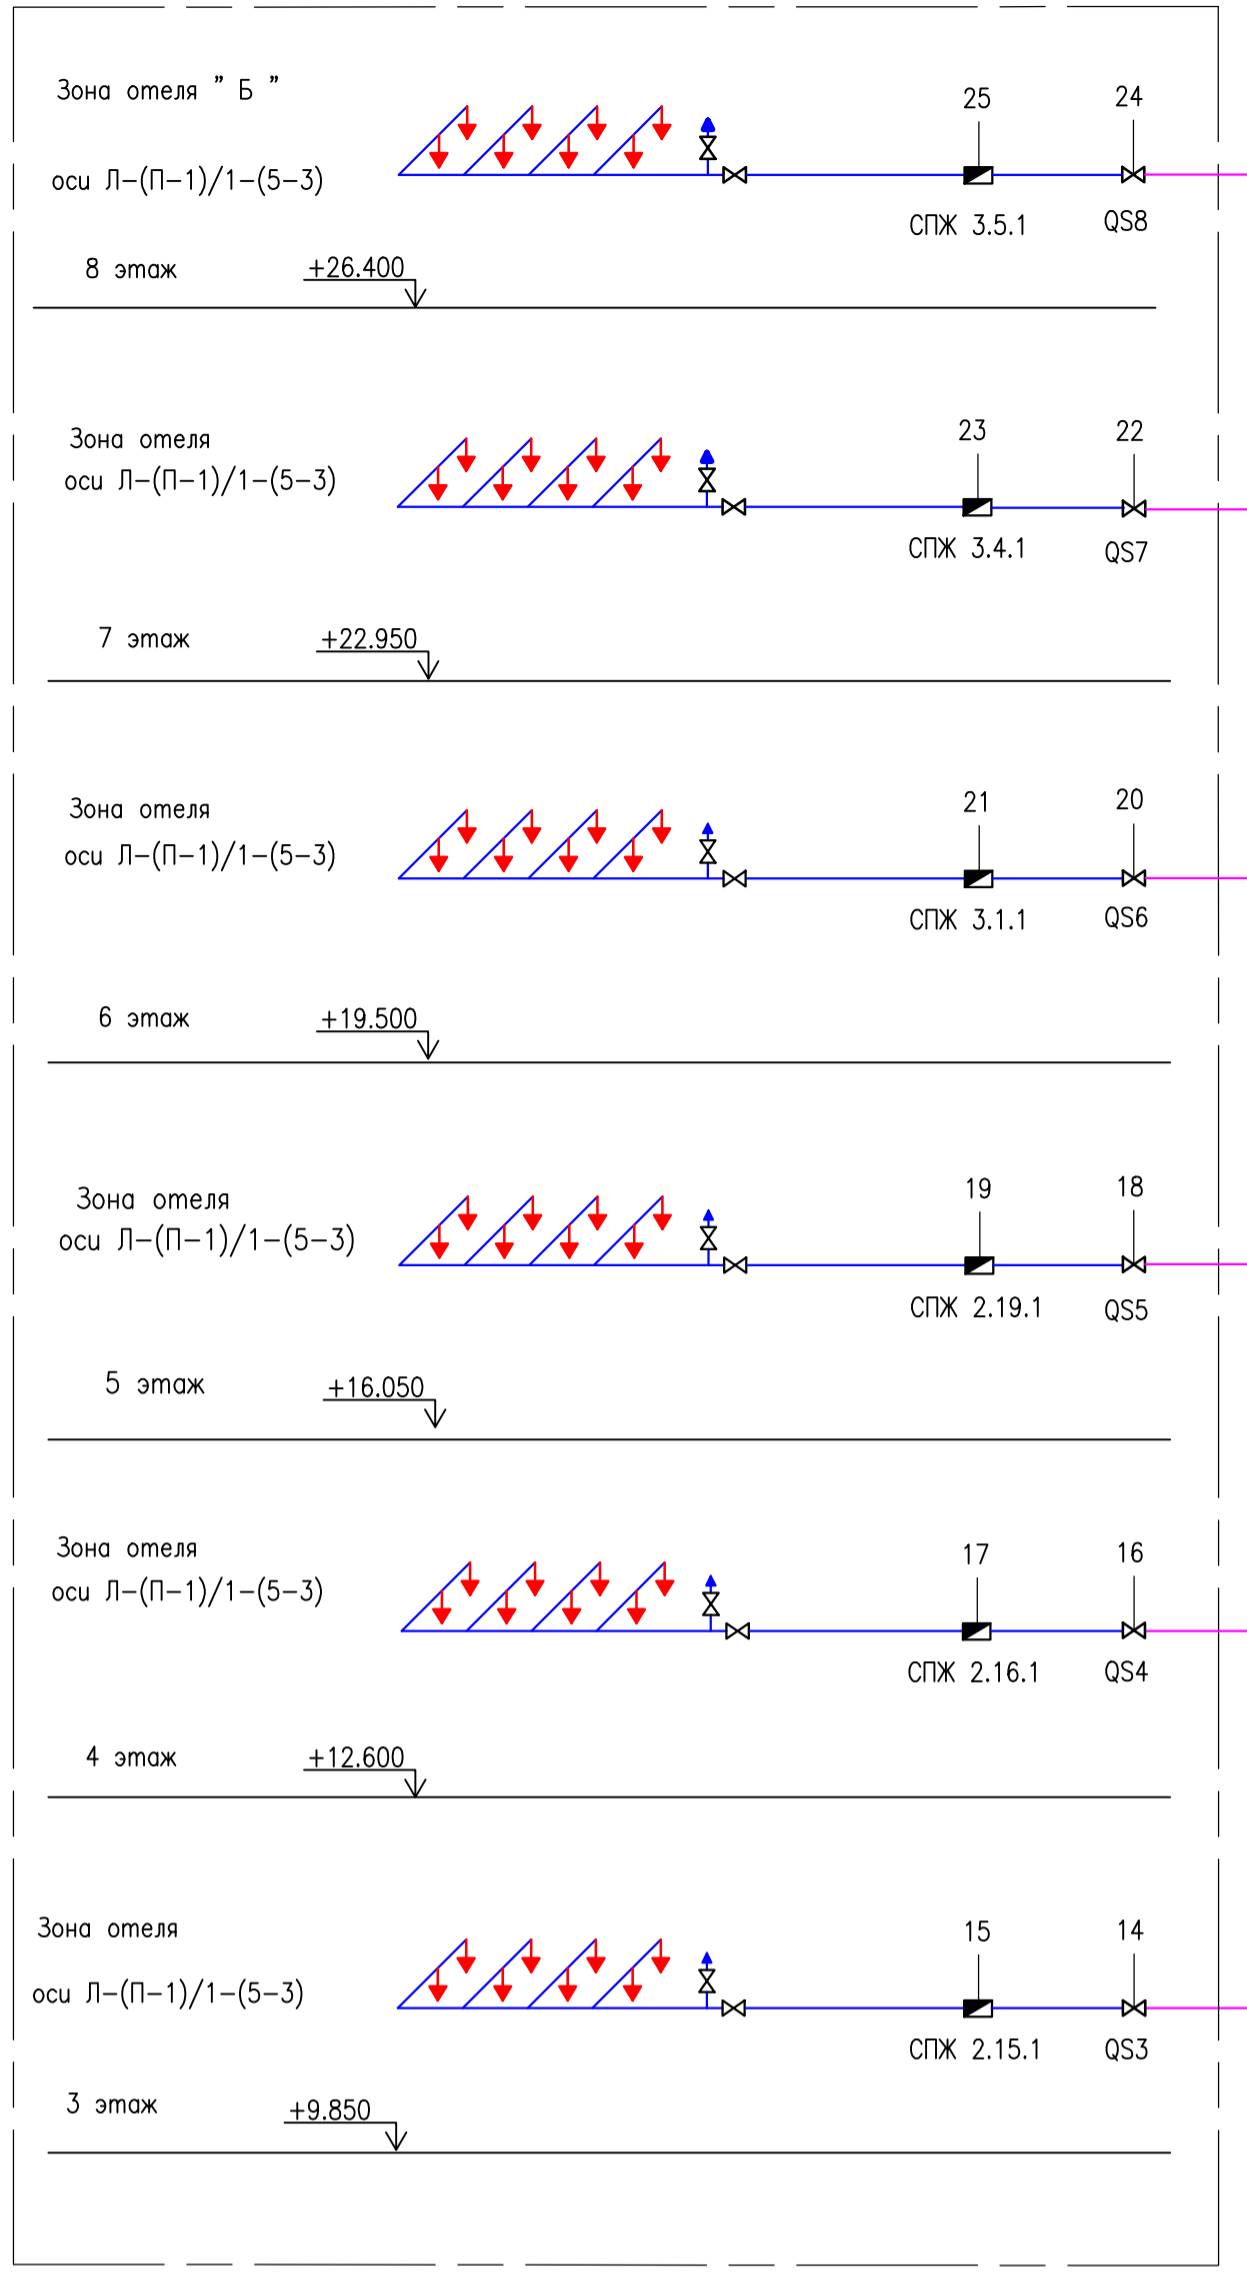 Зона отеля " Б "
25
24
оси Л-(П-1)/1-(5-3)
СПЖ 3.5.1
QS8
8 этаж
+26.400
Зона отеля
23
22
оси Л-(П-1)/1-(5-3)
СПЖ 3.4.1
QS7
7 этаж
+22.950
Зона отеля
21
20
оси Л-(П-1)/1-(5-3)
СПЖ 3.1.1
QS6
6 этаж
+19.500
Зона отеля
19
18
оси Л-(П-1)/1-(5-3)
СПЖ 2.19.1
QS5
5 этаж
+16.050
Зона отеля
17
16
оси Л-(П-1)/1-(5-3)
СПЖ 2.16.1
QS4
4 этаж
+12.600
Зона отеля
15
14
оси Л-(П-1)/1-(5-3)
СПЖ 2.15.1
QS3
3 этаж
+9.850